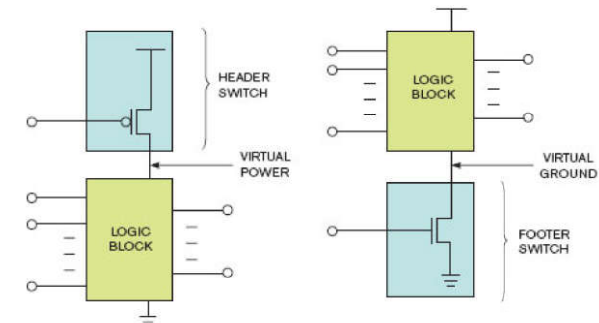 HEADER
SWITCH
VIRTUAL
POWER
LOGIC
BLOCK
LOGIC
BLOCK
VIRTUAL
GROUND
FOOTER
SWITCH